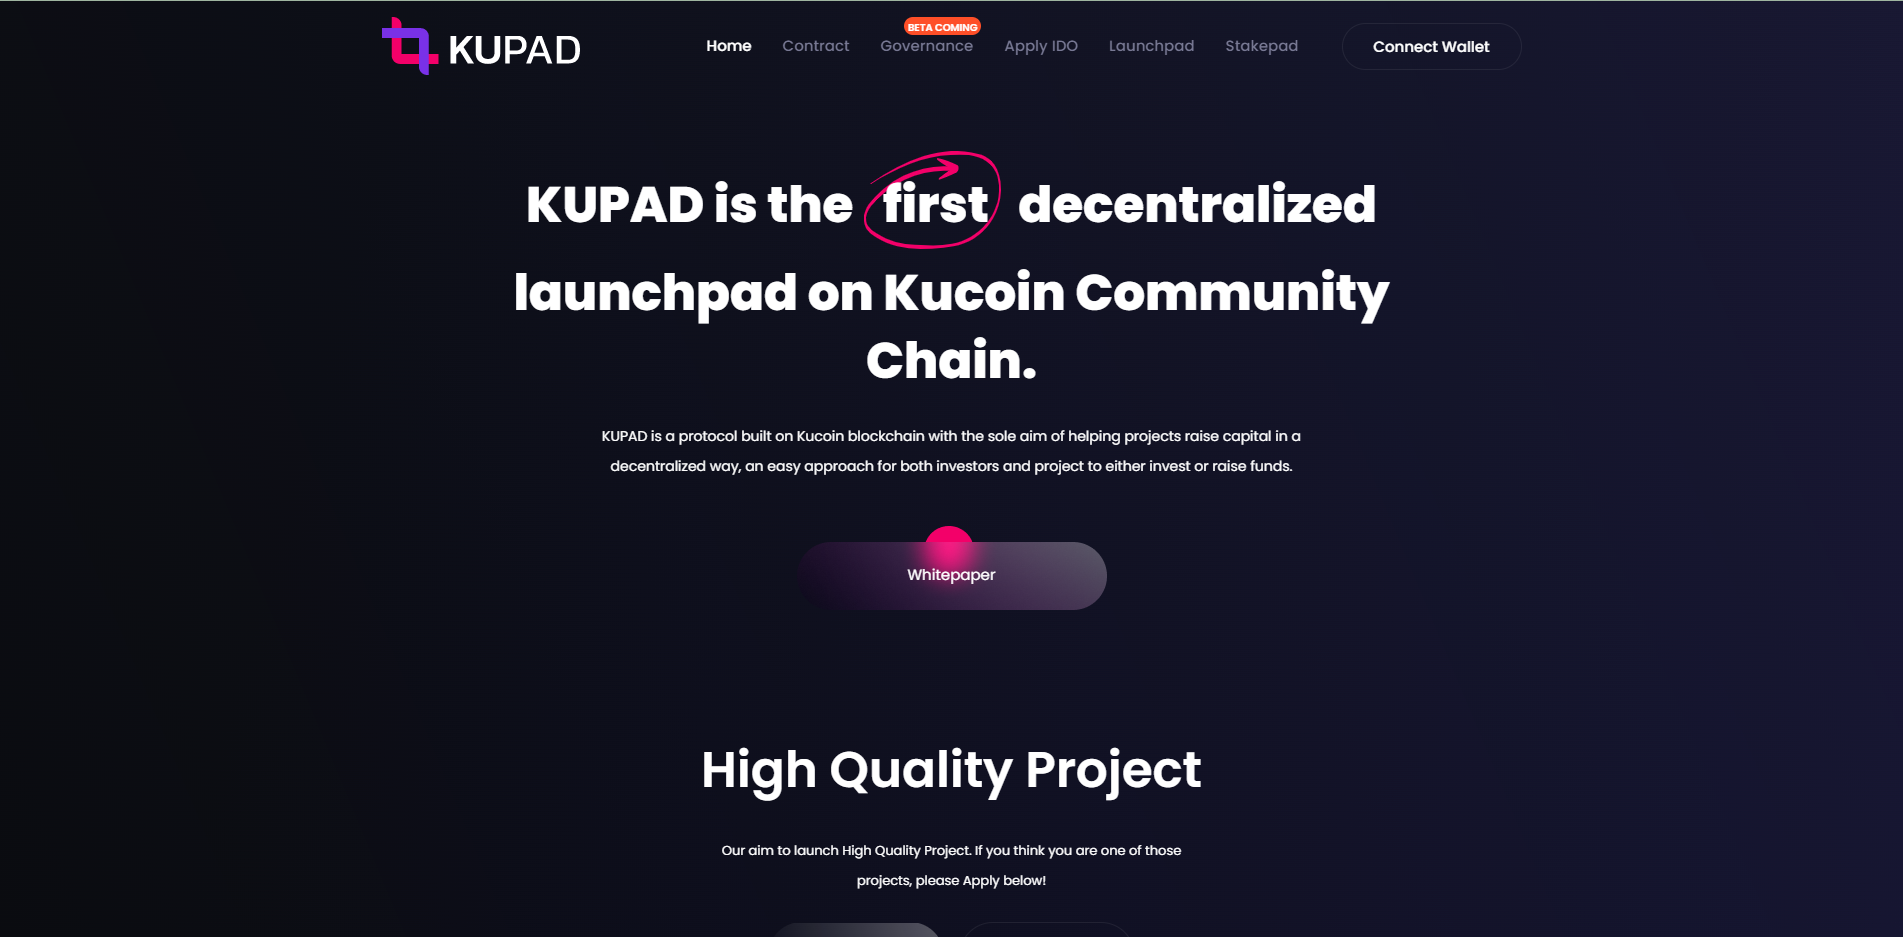 KUPAD
BETA COMING
Home Contract Governance Apply IDO Launchpad Stakepad Connect Wallet
KUPAD is the first decentralized
launchpad on Kucoin Community
Chain.
KUPAD is a protocol built on Kucoin blockchain with the sole aim of helping projects raise capital in a
decentralized way, an easy approach for both investors and project to either invest or raise funds.
Whitepaper
High Quality Project
Our aim to launch High Quality Project. If you think you are one of those
projects, please Apply below!